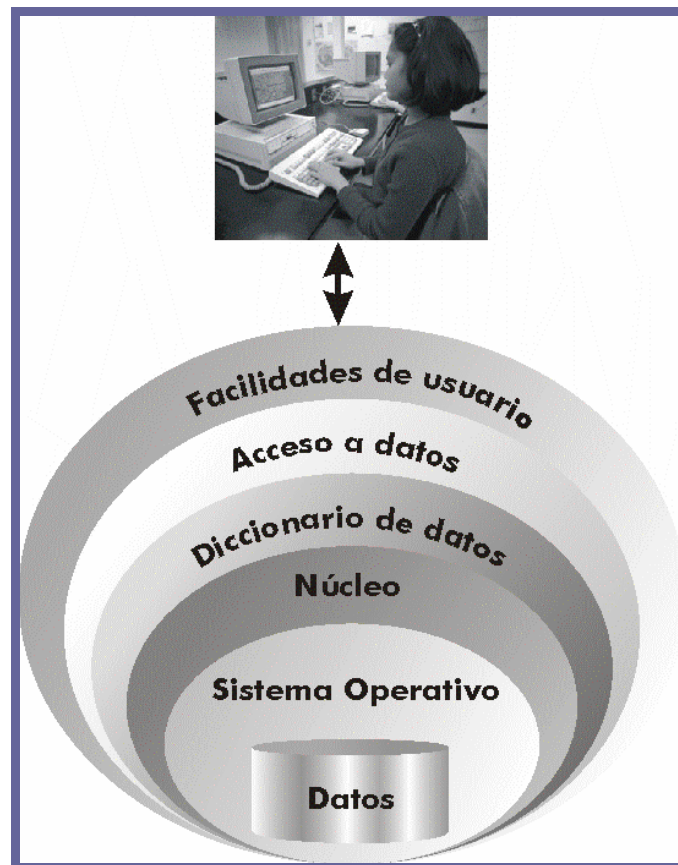 Facilidades de usuario
Acceso a datos
Diccionario de datos
Núcleo
Sistema Operativo
Datos